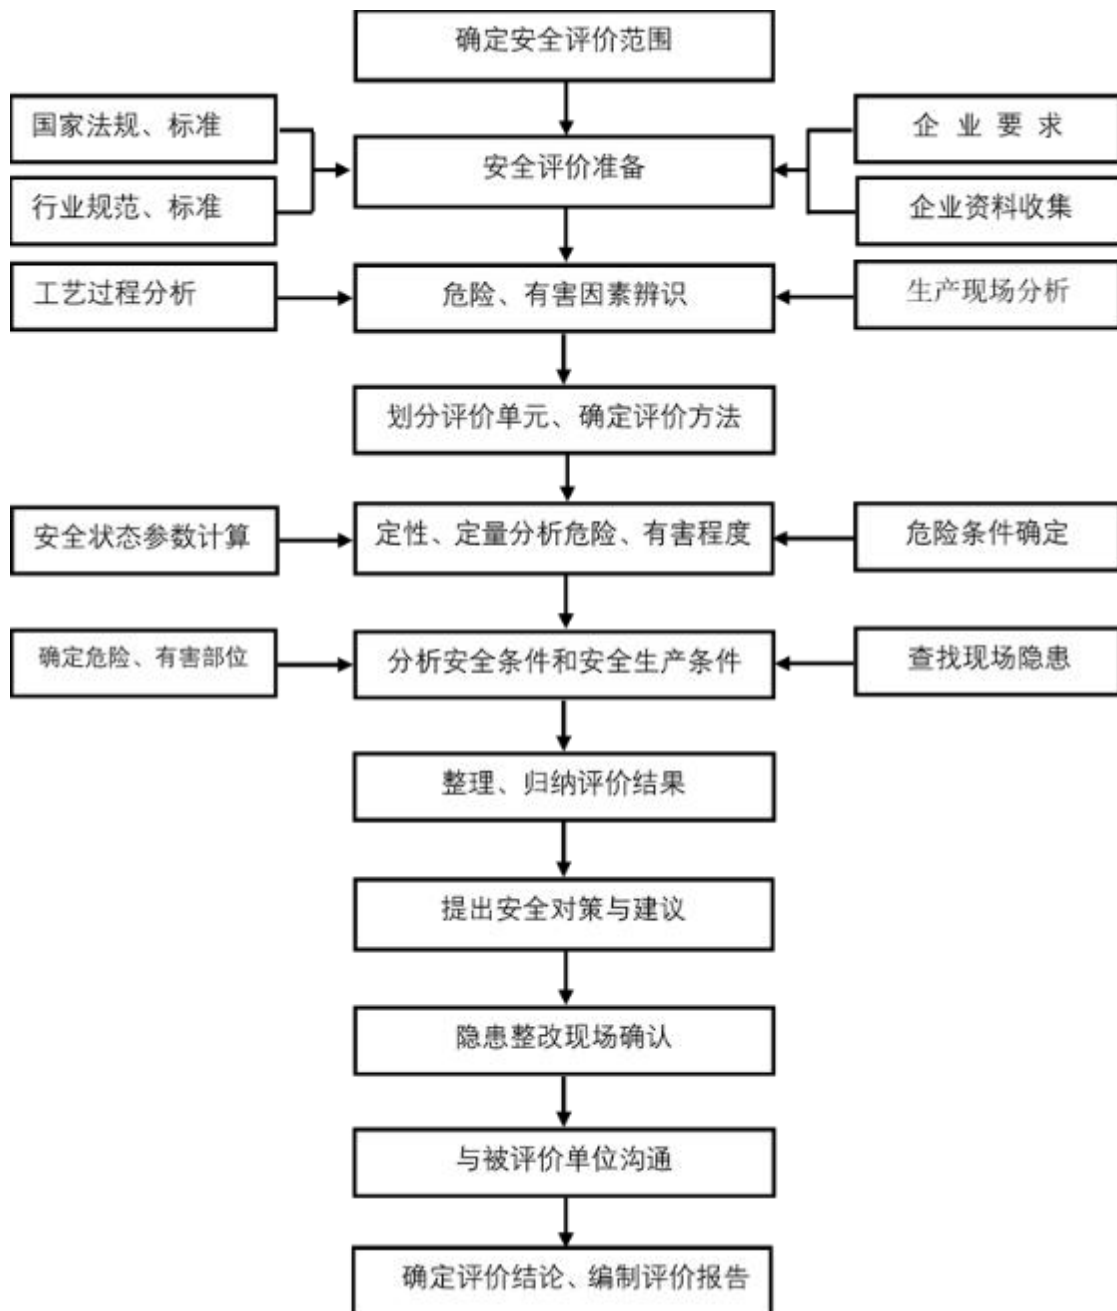 确定安全评价范围
国家法规、标准
企业要求
安全评价准备
行业规范、标准
企业资料收集
工艺过程分析
危险、有害因素辨识
生产现场分析
划分评价单元、确定评价方法
安全状态参数计算
定性、定量分析危险、有害程度
危险条件确定
确定危险、有害部位
分析安全条件和安全生产条件
查找现场隐患
整理、归纳评价结果
提出安全对策与建议
隐患整改现场确认
与被评价单位沟通
确定评价结论、编制评价报告